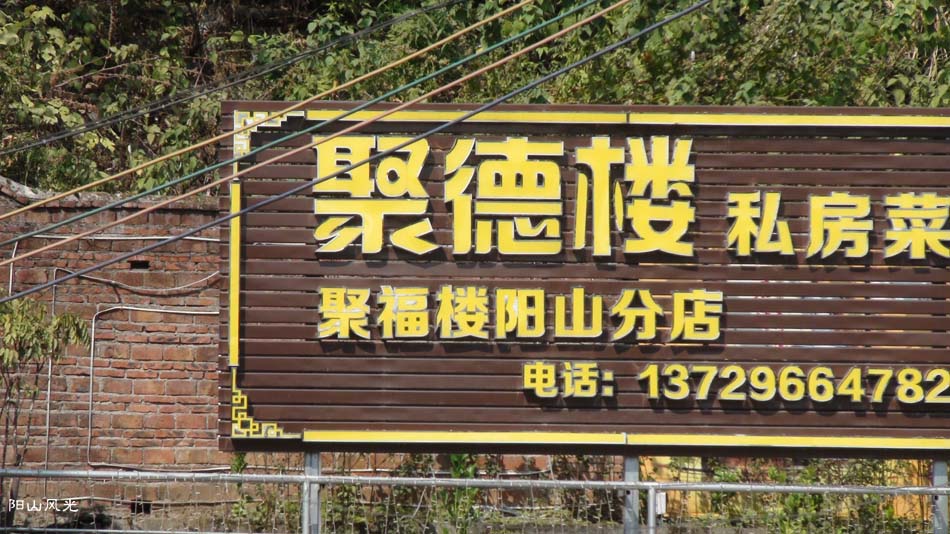 聚德楼 私房菜
聚福楼阳山分店
电话：13729664782
阳山风光